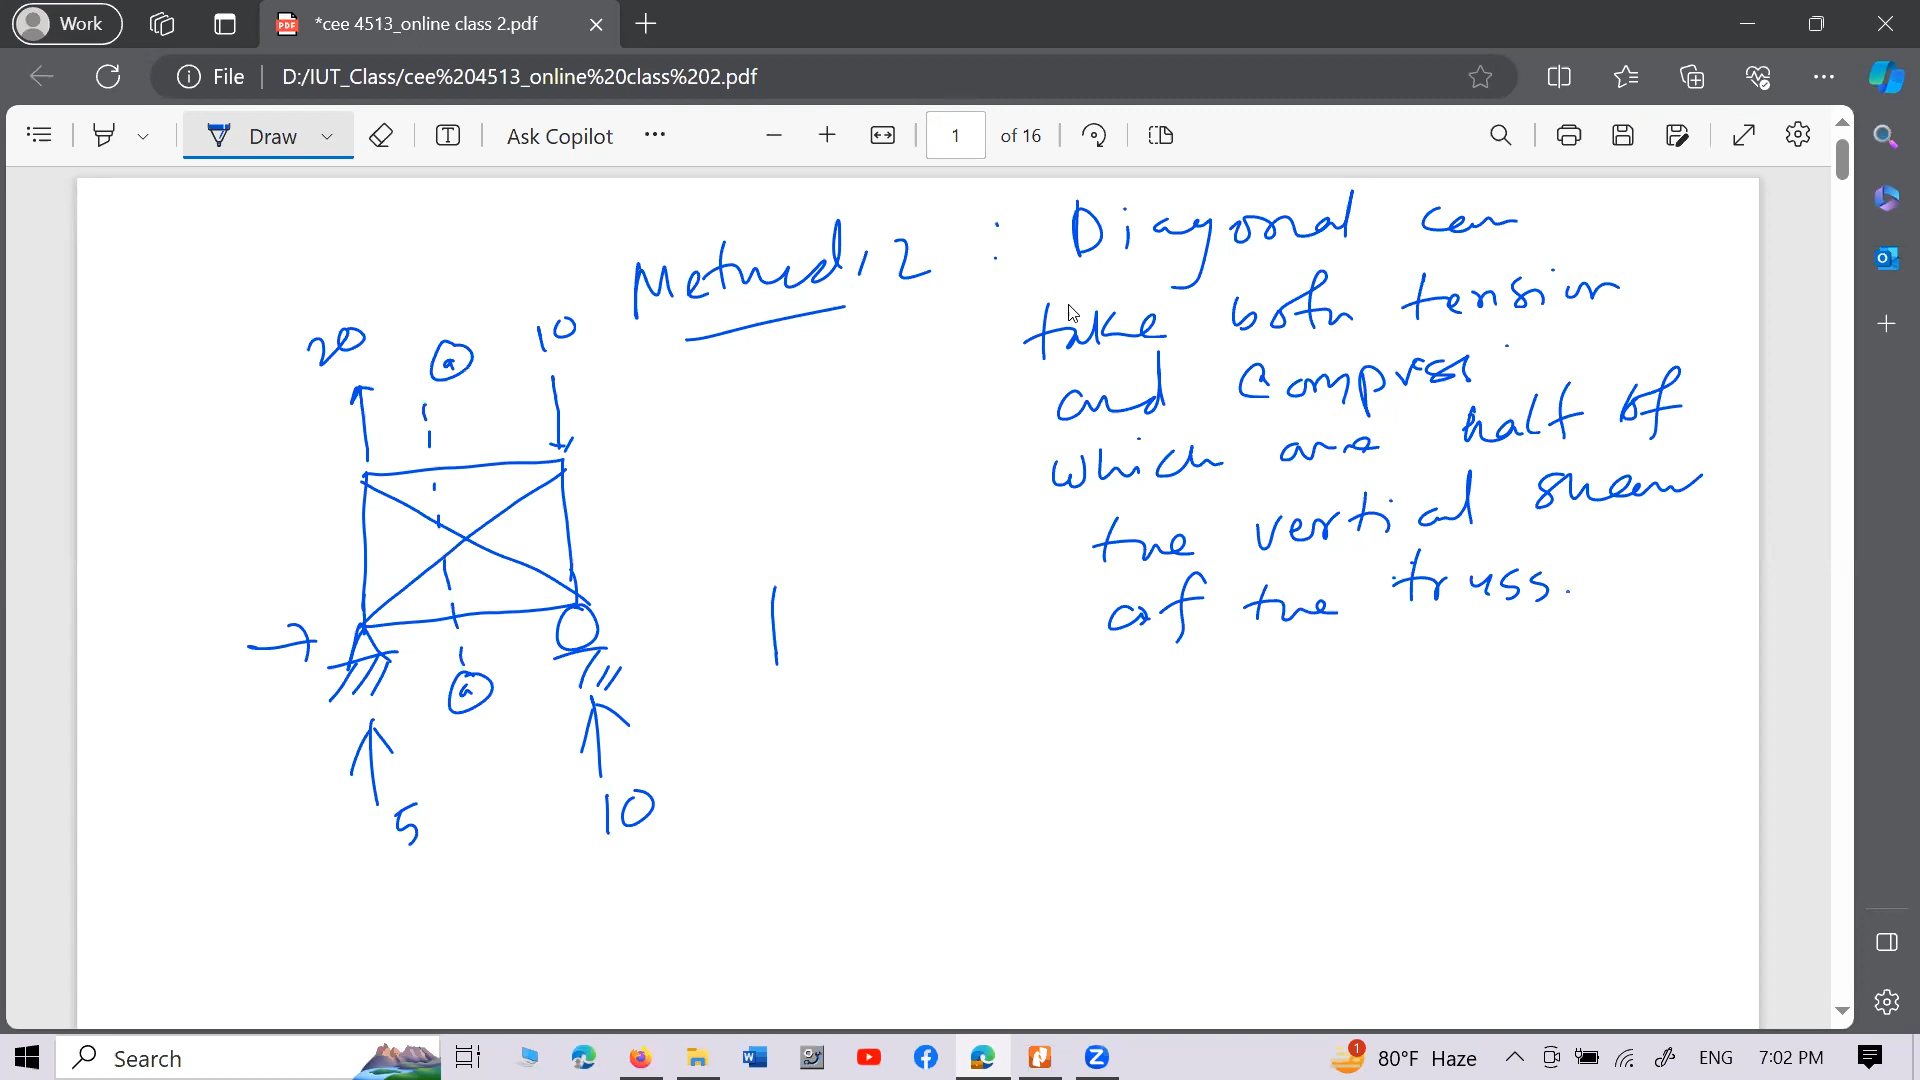 Work
*cee 4513_online class 2.pdf
File
D:/IUT_Class/cee%204513_online%20class%202.pdf
Draw
Ask Copilot
1 of 16
Method, 2 : Diagonal can
take both tension
and compress.
which are half of
the vertical shear
of the truss.
20
a
10
a
5
10
Search
1
80°F Haze
ENG
7:02 PM